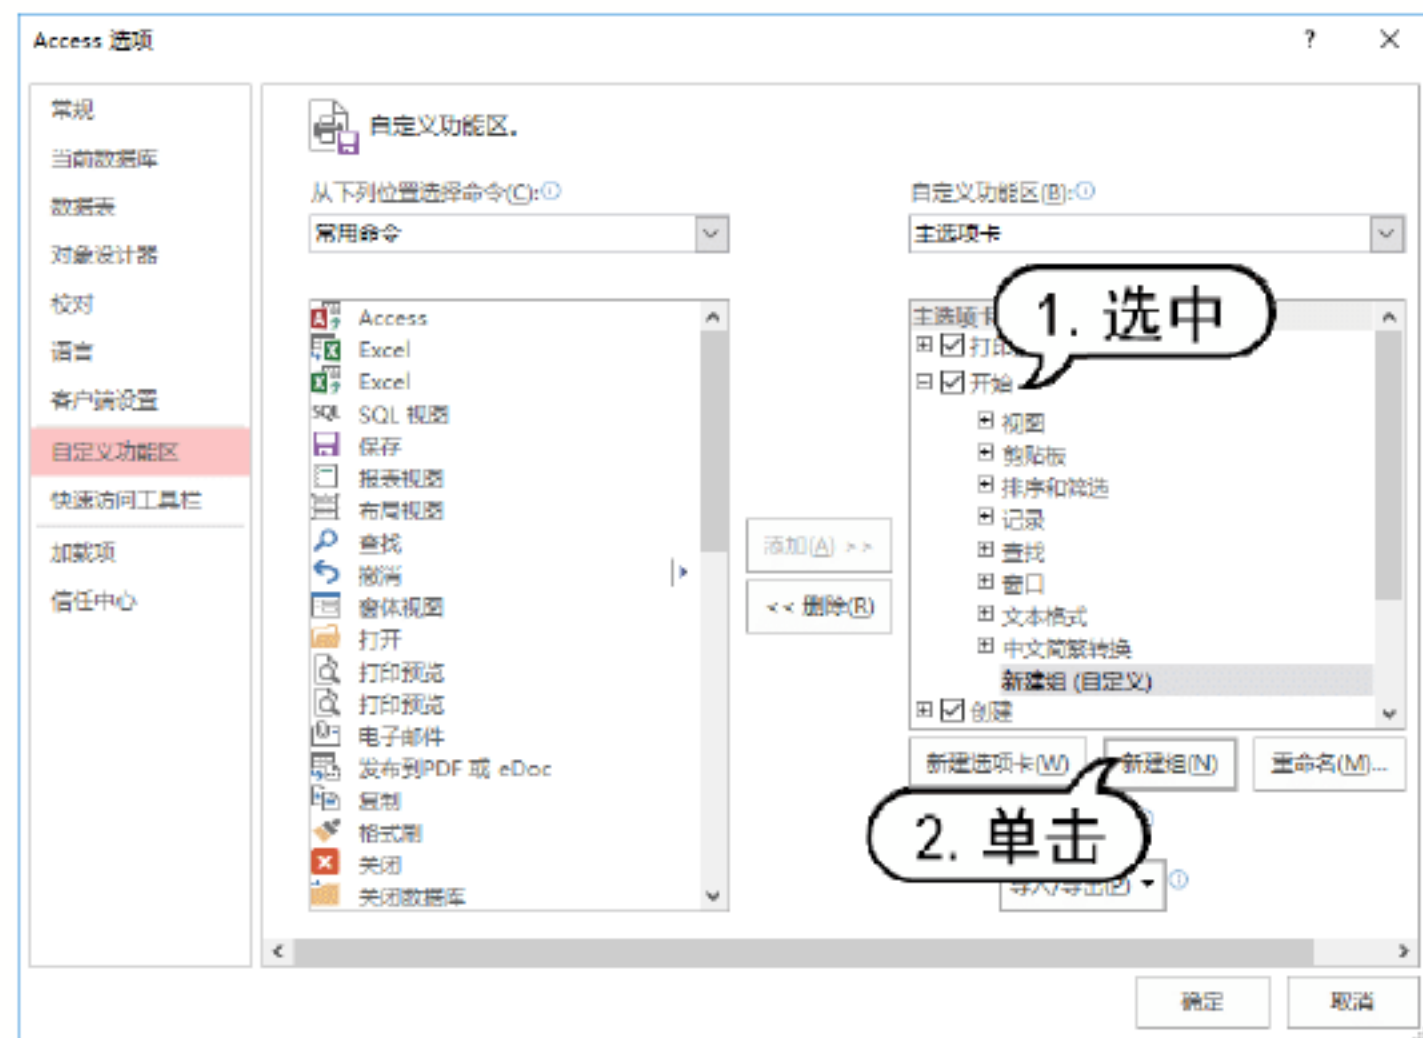 Access 选项
?
常规
当前数据库
数据表
对象设计器
校对
语言
客户端设置
自定义功能区
快速访问工具栏
加载项
信任中心
自定义功能区。
从下列位置选择命令(C):
常用命令
Access
Excel
Excel
SQL 视图
保存
报表视图
布局视图
查找
撤消
窗体视图
打开
打印预览
打印预览
电子邮件
发布到PDF 或 eDoc
复制
格式刷
关闭
关闭数据库
添加(A) >>
<< 删除(R)
自定义功能区(B):
主选项卡
主选项卡
1. 选中
打印
开始
视图
剪贴板
排序和筛选
记录
查找
窗口
文本格式
中文简繁转换
新建组 (自定义)
创建
新建选项卡(W)
新建组(N)
重命名(M)...
2. 单击
导入/导出(P)
确定
取消